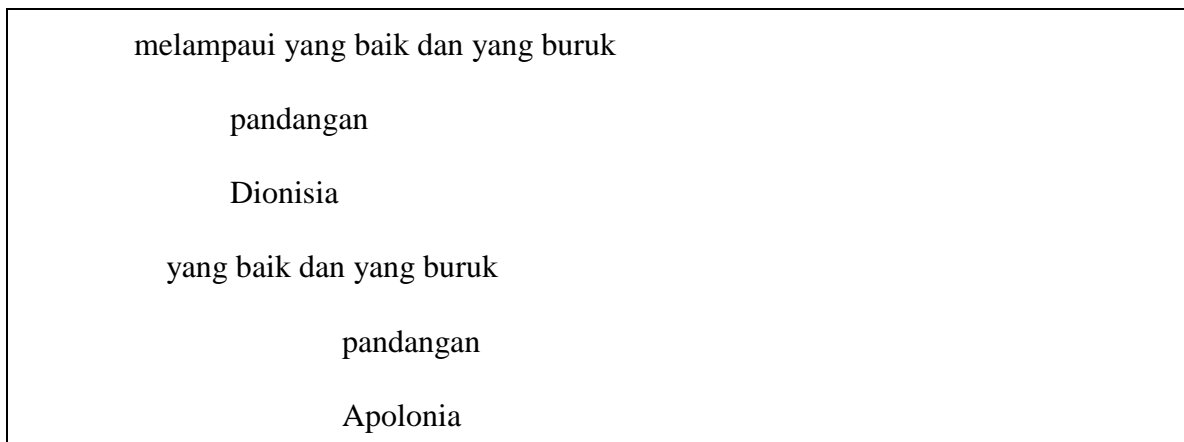 melampaui yang baik dan yang buruk
pandangan
Dionisia
yang baik dan yang buruk
pandangan
Apolonia